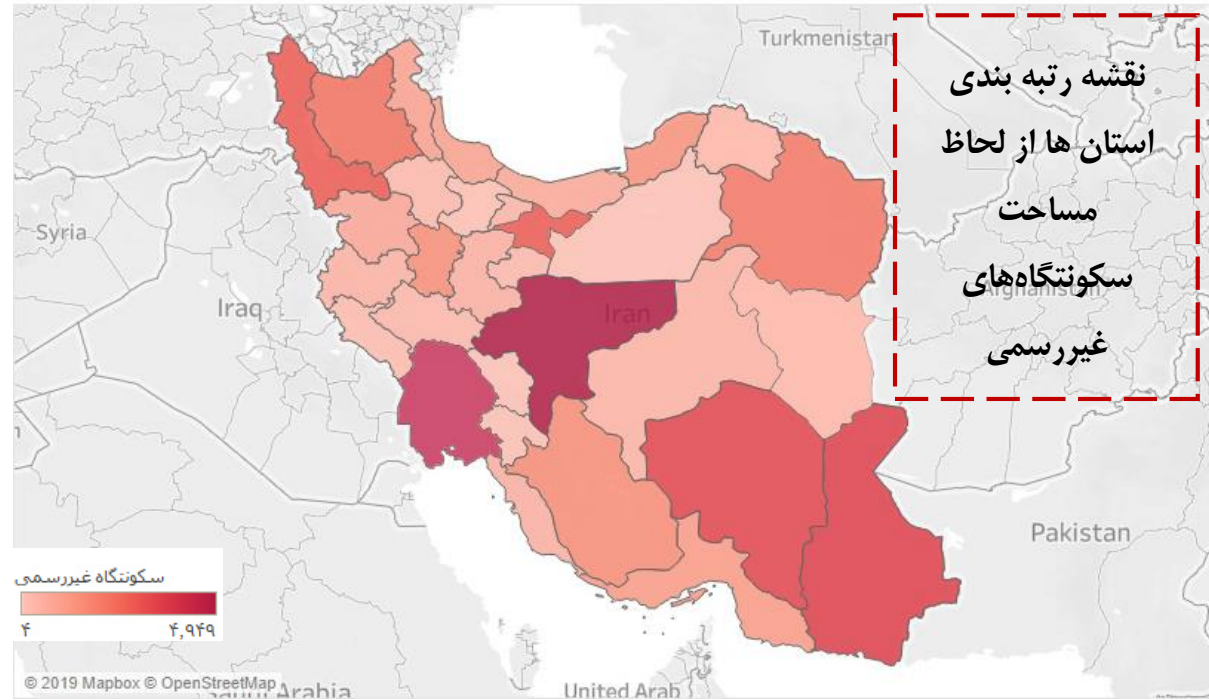 Turkmenistan
نقشه رتبه بندی
استان ها از لحاظ
مساحت
سکونتگاه‌های
غیررسمی
Syria
Iraq
Iran
Afghanistan
Pakistan
سکونتگاه غیررسمی
۴ ۴,۹۴۹
© 2019 Mapbox © OpenStreetMap
Saudi Arabia
United Arab